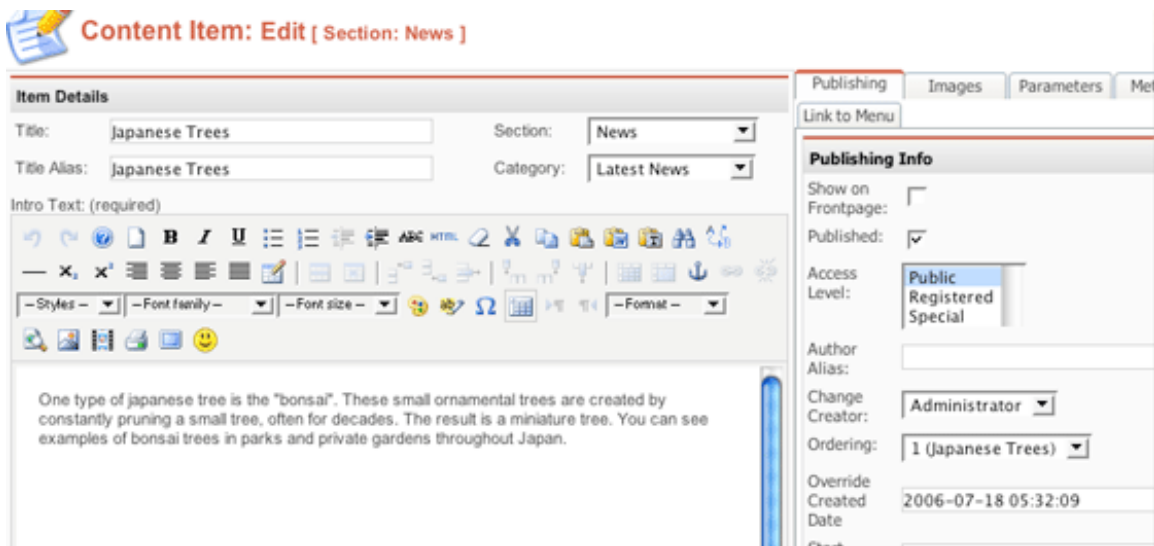 Content Item: Edit [ Section: News ]
Item Details
Title: Japanese Trees Section: News
Title Alias: Japanese Trees Category: Latest News
Intro Text: (required)
B I U ABC HTML
-- Styles -- -- Font family -- -- Font size -- -- Format --
One type of japanese tree is the "bonsai". These small ornamental trees are created by
constantly pruning a small tree, often for decades. The result is a miniature tree. You can see
examples of bonsai trees in parks and private gardens throughout Japan.
Publishing Images Parameters Met
Link to Menu
Publishing Info
Show on
Frontpage:
Published:
Access
Level:
Public
Registered
Special
Author
Alias:
Change
Creator:
Administrator
Ordering: 1 (Japanese Trees)
Override
Created
Date
2006-07-18 05:32:09